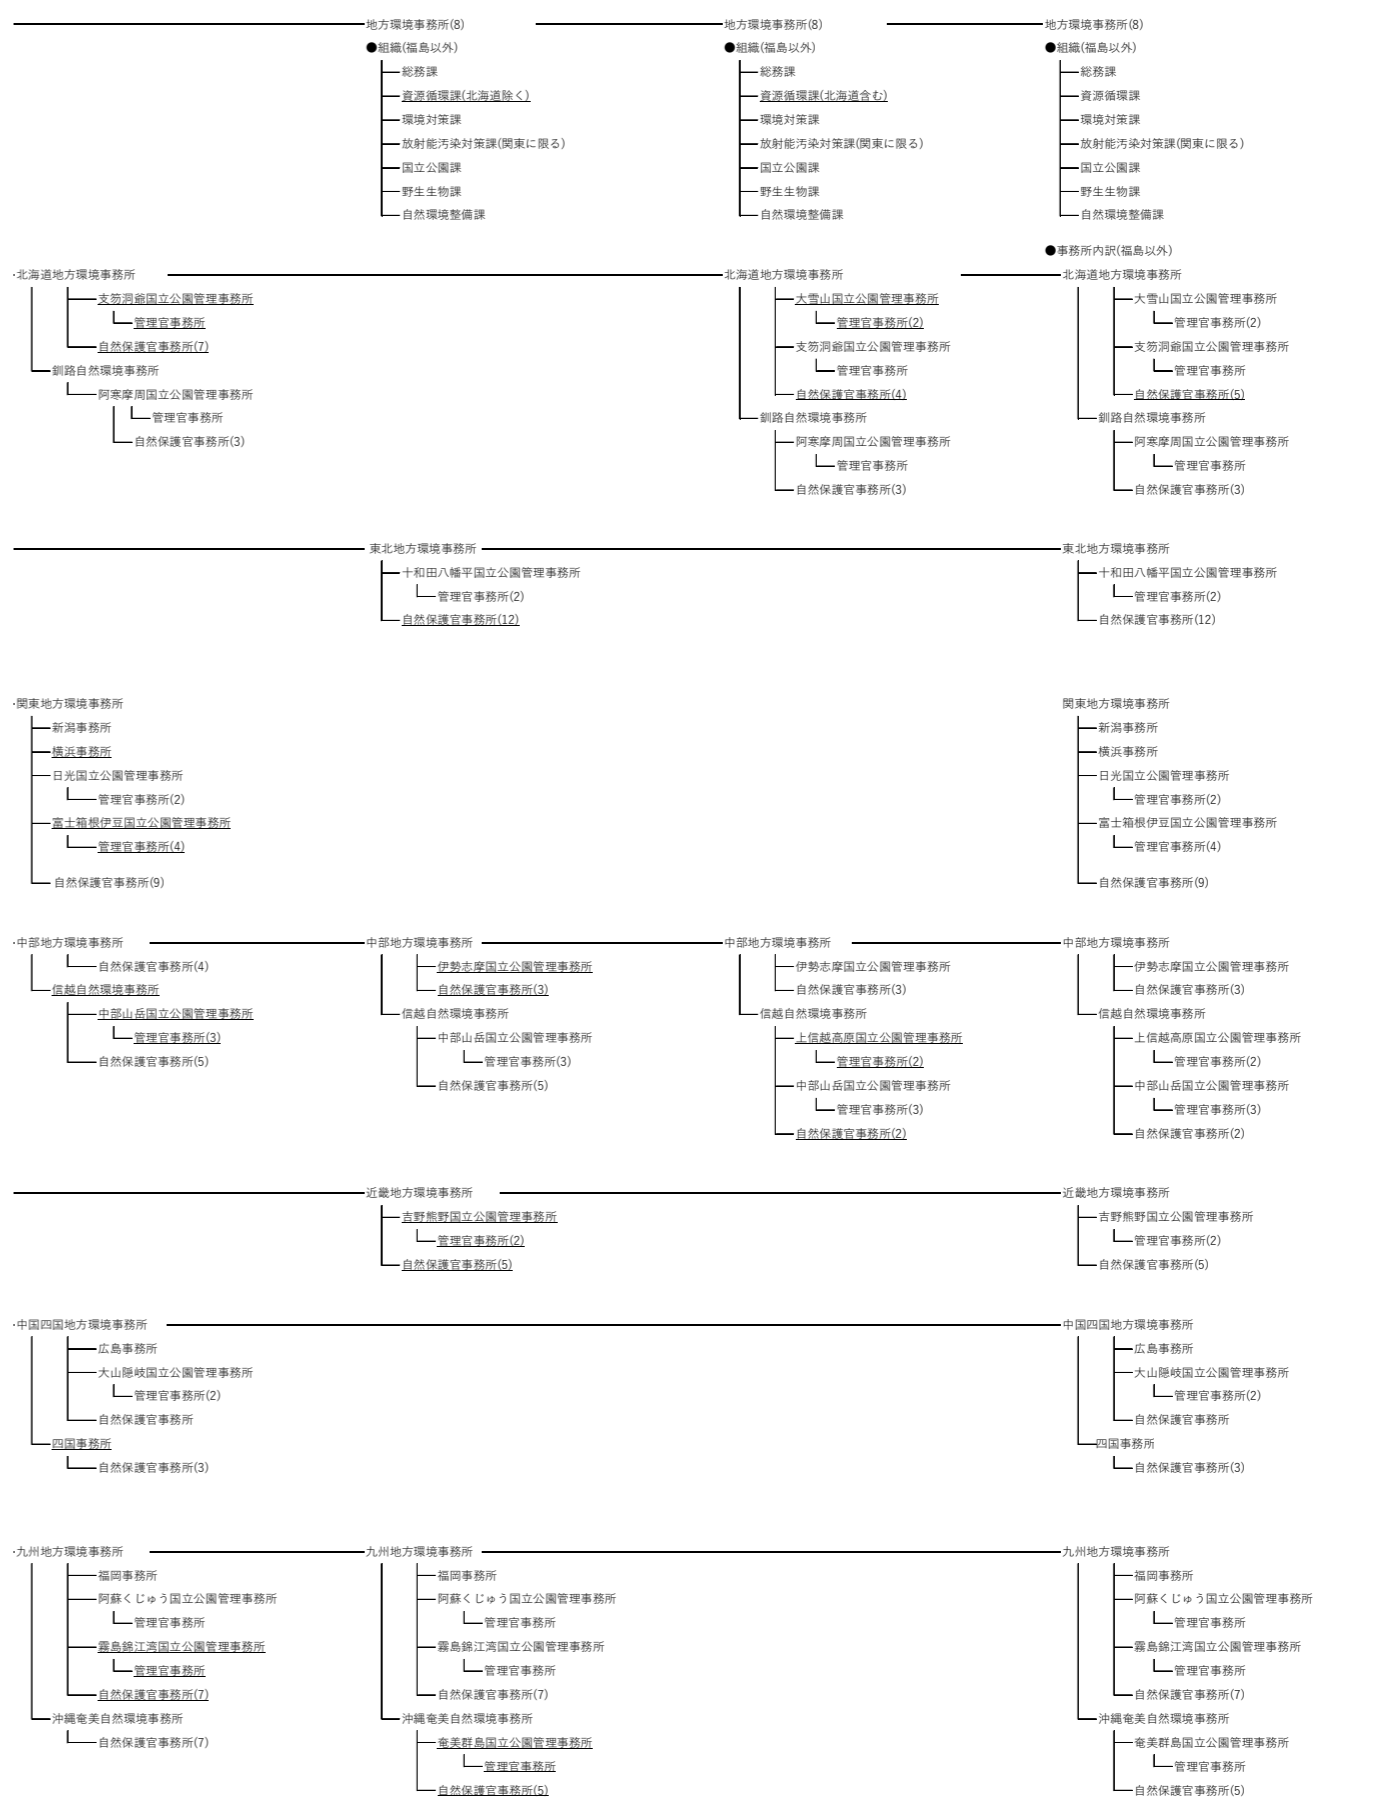 地方環境事務所(8) 地方環境事務所(8) 地方環境事務所(8)
●組織(福島以外) ●組織(福島以外) ●組織(福島以外)
総務課 総務課 総務課
資源循環課(北海道除く) 資源循環課(北海道含む) 資源循環課
環境対策課 環境対策課 環境対策課
放射能汚染対策課(関東に限る) 放射能汚染対策課(関東に限る) 放射能汚染対策課(関東に限る)
国立公園課 国立公園課 国立公園課
野生生物課 野生生物課 野生生物課
自然環境整備課 自然環境整備課 自然環境整備課
●事務所内訳(福島以外)
·北海道地方環境事務所 北海道地方環境事務所 北海道地方環境事務所
支笏洞爺国立公園管理事務所 大雪山国立公園管理事務所 大雪山国立公園管理事務所
管理官事務所 管理官事務所(2) 管理官事務所(2)
自然保護官事務所(7) 支笏洞爺国立公園管理事務所 支笏洞爺国立公園管理事務所
釧路自然環境事務所 管理官事務所 管理官事務所
阿寒摩周国立公園管理事務所 自然保護官事務所(4) 自然保護官事務所(5)
管理官事務所 釧路自然環境事務所 釧路自然環境事務所
自然保護官事務所(3) 阿寒摩周国立公園管理事務所 阿寒摩周国立公園管理事務所
管理官事務所 管理官事務所
自然保護官事務所(3) 自然保護官事務所(3)
東北地方環境事務所 東北地方環境事務所
十和田八幡平国立公園管理事務所 十和田八幡平国立公園管理事務所
管理官事務所(2) 管理官事務所(2)
自然保護官事務所(12) 自然保護官事務所(12)
·関東地方環境事務所 関東地方環境事務所
新潟事務所 新潟事務所
横浜事務所 横浜事務所
日光国立公園管理事務所 日光国立公園管理事務所
管理官事務所(2) 管理官事務所(2)
富士箱根伊豆国立公園管理事務所 富士箱根伊豆国立公園管理事務所
管理官事務所(4) 管理官事務所(4)
自然保護官事務所(9) 自然保護官事務所(9)
·中部地方環境事務所 中部地方環境事務所 中部地方環境事務所 中部地方環境事務所
自然保護官事務所(4) 伊勢志摩国立公園管理事務所 伊勢志摩国立公園管理事務所 伊勢志摩国立公園管理事務所
信越自然環境事務所 自然保護官事務所(3) 自然保護官事務所(3) 自然保護官事務所(3)
中部山岳国立公園管理事務所 信越自然環境事務所 信越自然環境事務所 信越自然環境事務所
管理官事務所(3) 中部山岳国立公園管理事務所 上信越高原国立公園管理事務所 上信越高原国立公園管理事務所
自然保護官事務所(5) 管理官事務所(3) 管理官事務所(2) 管理官事務所(2)
自然保護官事務所(5) 中部山岳国立公園管理事務所 中部山岳国立公園管理事務所
管理官事務所(3) 管理官事務所(3)
自然保護官事務所(2) 自然保護官事務所(2)
近畿地方環境事務所 近畿地方環境事務所
吉野熊野国立公園管理事務所 吉野熊野国立公園管理事務所
管理官事務所(2) 管理官事務所(2)
自然保護官事務所(5) 自然保護官事務所(5)
·中国四国地方環境事務所 中国四国地方環境事務所
広島事務所 広島事務所
大山隠岐国立公園管理事務所 大山隠岐国立公園管理事務所
管理官事務所(2) 管理官事務所(2)
自然保護官事務所 自然保護官事務所
四国事務所 四国事務所
自然保護官事務所(3) 自然保護官事務所(3)
·九州地方環境事務所 九州地方環境事務所 九州地方環境事務所
福岡事務所 福岡事務所 福岡事務所
阿蘇くじゅう国立公園管理事務所 阿蘇くじゅう国立公園管理事務所 阿蘇くじゅう国立公園管理事務所
管理官事務所 管理官事務所 管理官事務所
霧島錦江湾国立公園管理事務所 霧島錦江湾国立公園管理事務所 霧島錦江湾国立公園管理事務所
管理官事務所 管理官事務所 管理官事務所
自然保護官事務所(7) 自然保護官事務所(7) 自然保護官事務所(7)
沖縄奄美自然環境事務所 沖縄奄美自然環境事務所 沖縄奄美自然環境事務所
自然保護官事務所(7) 奄美群島国立公園管理事務所 奄美群島国立公園管理事務所
管理官事務所 管理官事務所
自然保護官事務所(5) 自然保護官事務所(5)